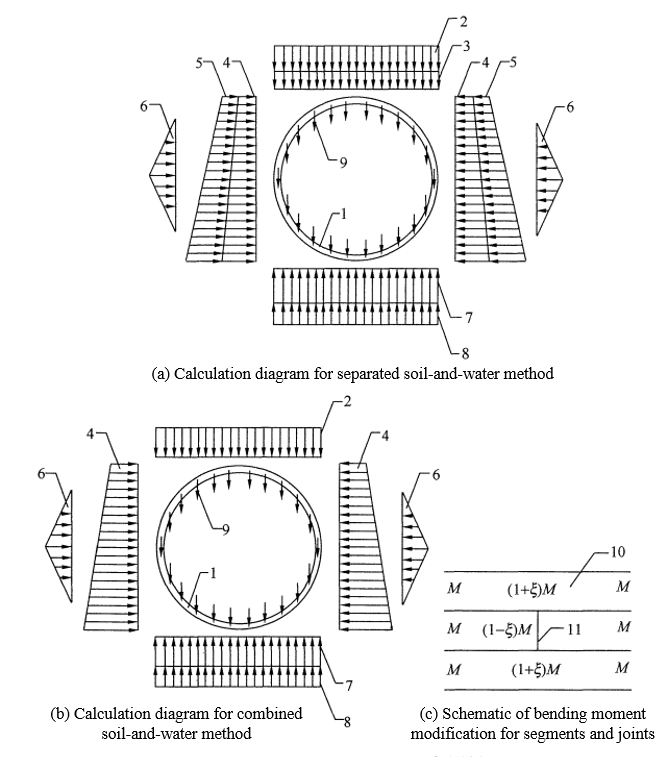 2
3
5 4
4 5
6
6
9
1
7
8
(a) Calculation diagram for separated soil-and-water method
2
4
4
6
6
9
1
7
8
10
M (1+ξ)M M
M (1−ξ)M 11 M
M (1+ξ)M M
(b) Calculation diagram for combined
soil-and-water method
(c) Schematic of bending moment
modification for segments and joints